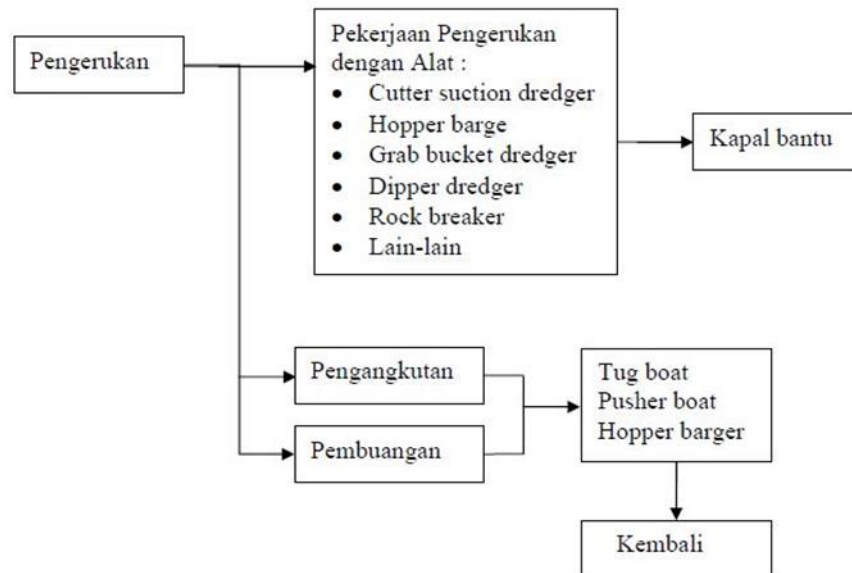 Pengerukan
Pekerjaan Pengerukan
dengan Alat :
• Cutter suction dredger
• Hopper barge
• Grab bucket dredger
• Dipper dredger
• Rock breaker
• Lain-lain
Kapal bantu
Pengangkutan
Pembuangan
Tug boat
Pusher boat
Hopper barger
Kembali